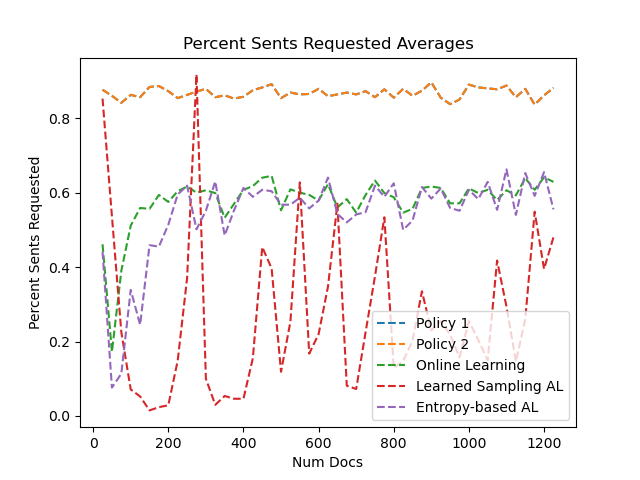 Percent Sents Requested Averages
Percent Sents Requested
0.8
0.6
0.4
0.2
0.0
0 200 400 600 800 1000 1200
Num Docs
Policy 1
Policy 2
Online Learning
Learned Sampling AL
Entropy-based AL